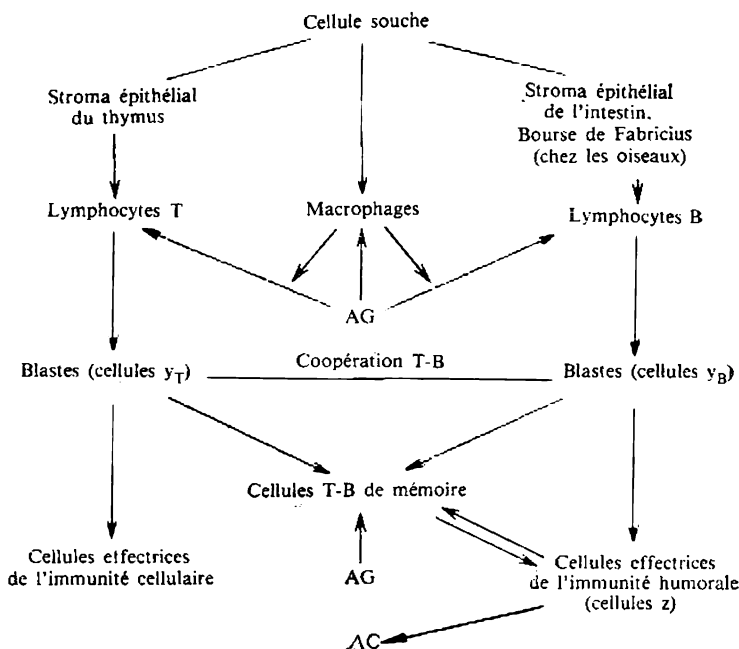 Cellule souche
Stroma épithélial
du thymus
Stroma épithélial
de l'intestin.
Bourse de Fabricius
(chez les oiseaux)
Lymphocytes T
Macrophages
Lymphocytes B
AG
Coopération T-B
Blastes (cellules y_T)
Blastes (cellules y_B)
Cellules T-B de mémoire
Cellules effectrices
de l'immunité cellulaire
AG
Cellules effectrices
de l'immunité humorale
(cellules z)
AC